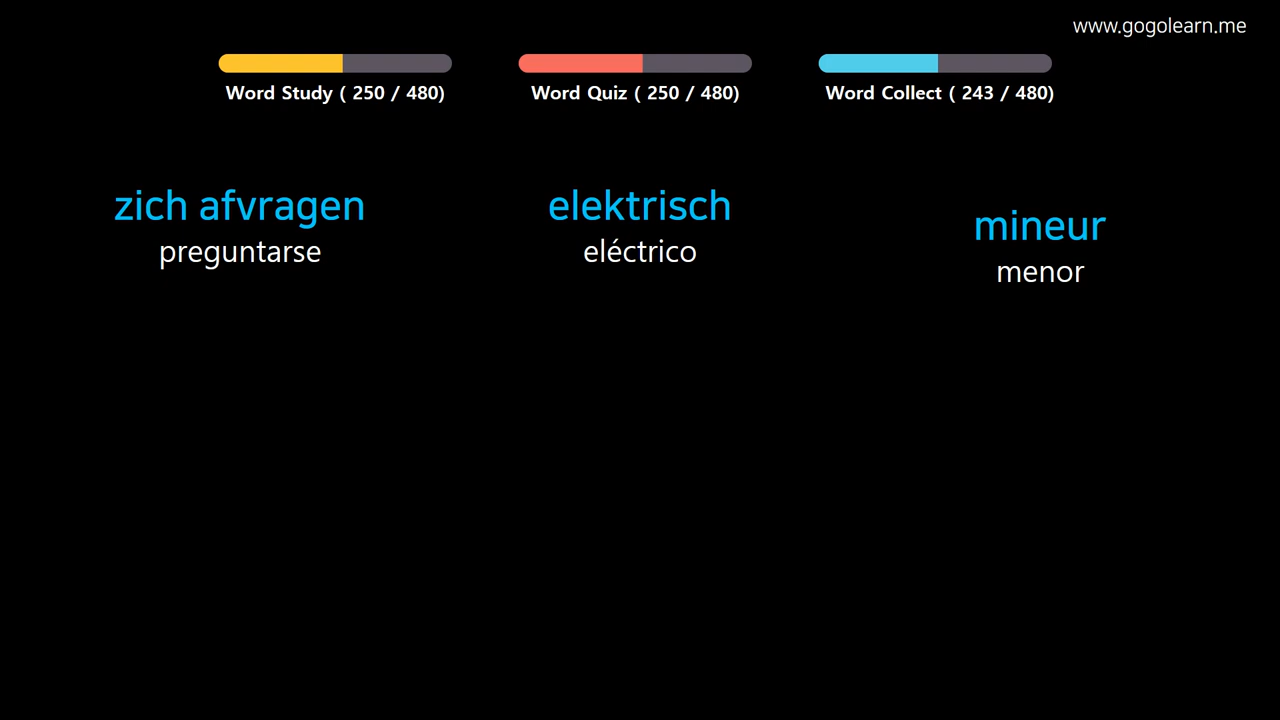 www.gogolearn.me
Word Study ( 250 / 480)
Word Quiz ( 250 / 480)
Word Collect ( 243 / 480)
zich afvragen
preguntarse
elektrisch
eléctrico
mineur
menor